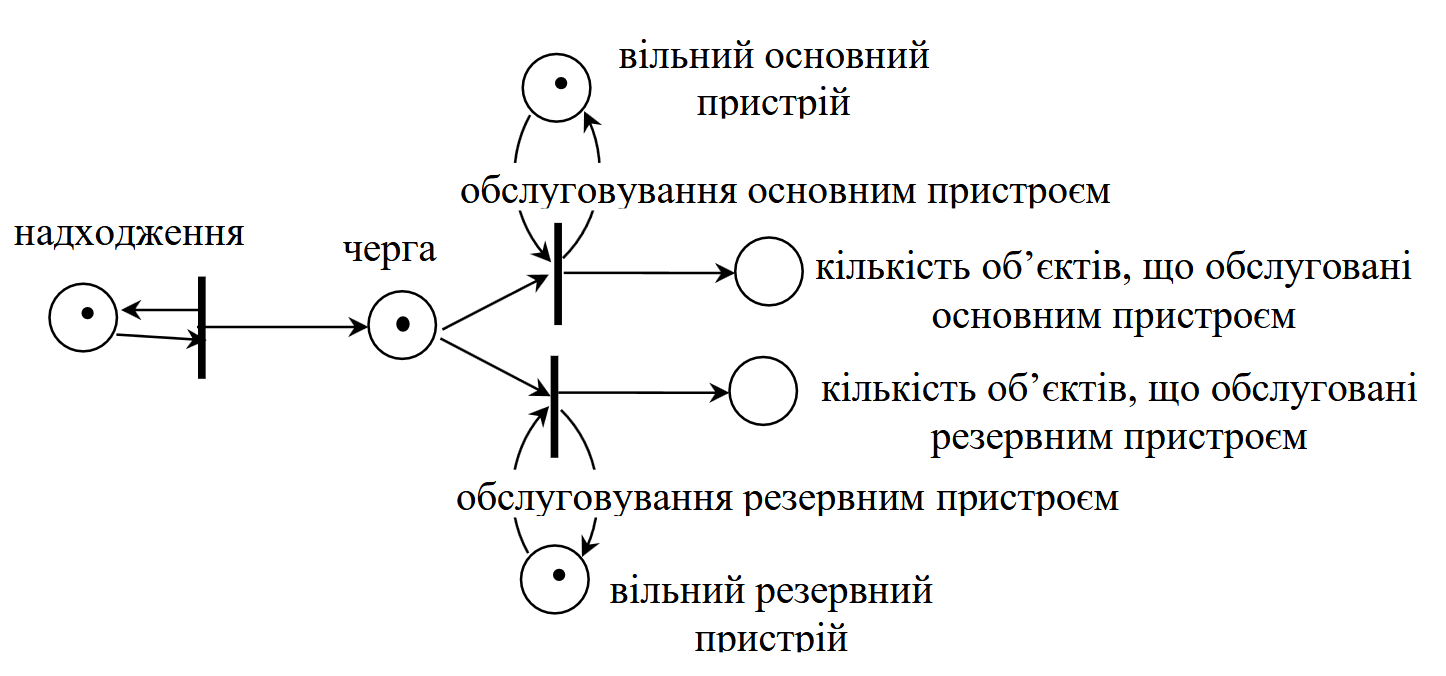 вільний основний
пристрій
обслуговування основним пристроєм
надходження
черга
кількість об’єктів, що обслуговані
основним пристроєм
кількість об’єктів, що обслуговані
резервним пристроєм
обслуговування резервним пристроєм
вільний резервний
пристрій